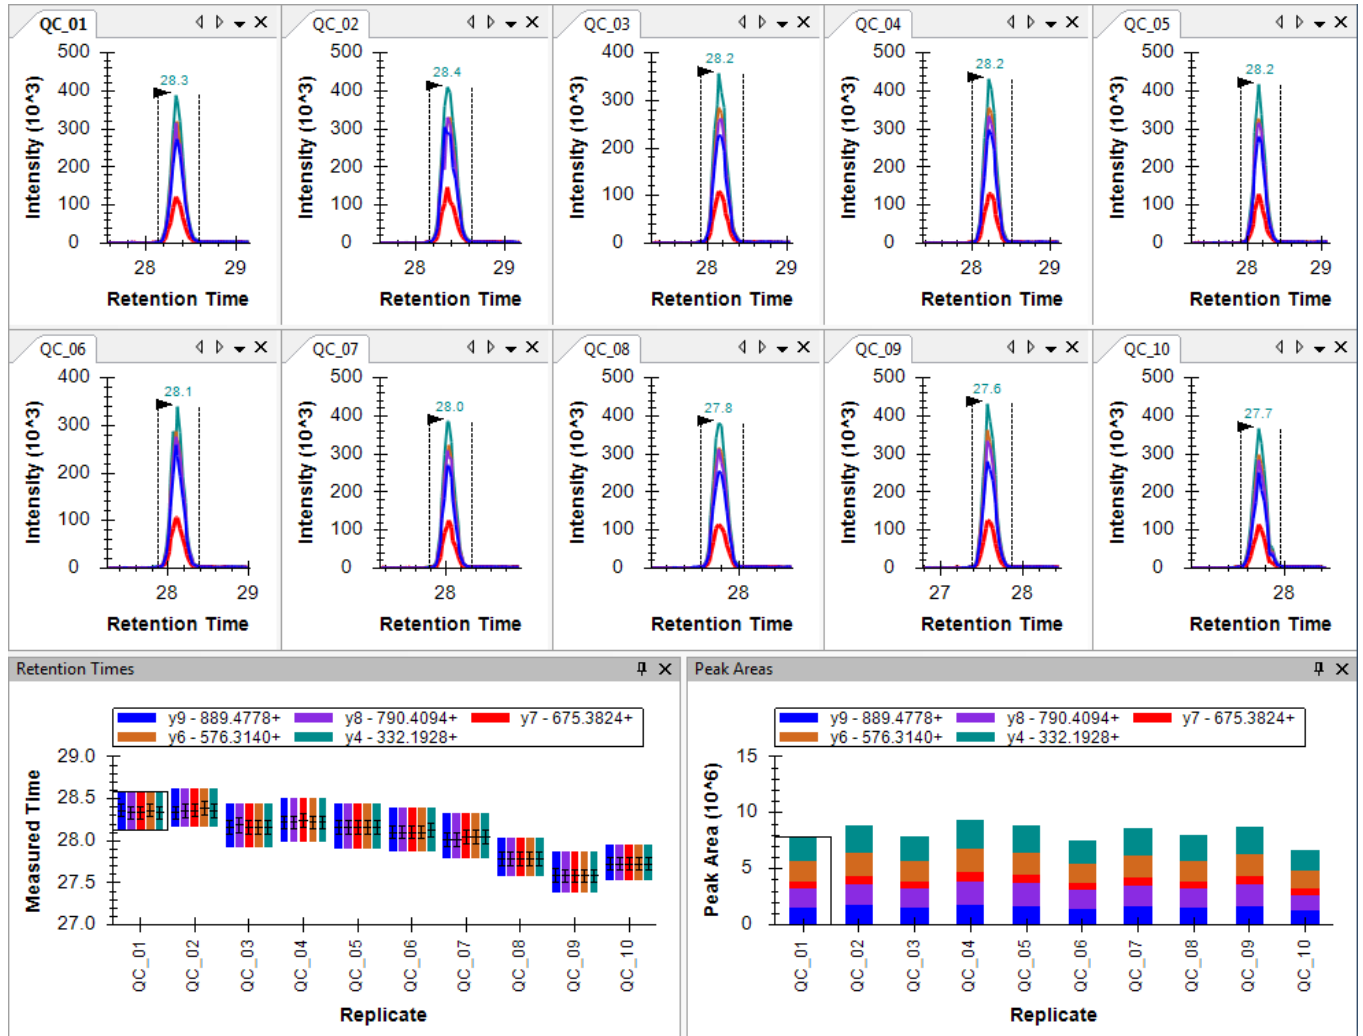 QC_01 QC_02 QC_03 QC_04 QC_05
28.3 28.4 28.2 28.2 28.2
Intensity (10^3) Intensity (10^3) Intensity (10^3) Intensity (10^3) Intensity (10^3)
500 500 400 500 500
400 400 300 400 400
300 300 200 300 300
200 200 100 200 200
100 100 0 100 100
0 0 0 0
28 29 28 29 28 29 28 29 28 29
Retention Time Retention Time Retention Time Retention Time Retention Time
QC_06 QC_07 QC_08 QC_09 QC_10
28.1 28.0 27.8 27.6 27.7
Intensity (10^3) Intensity (10^3) Intensity (10^3) Intensity (10^3) Intensity (10^3)
400 500 500 500 500
300 400 400 400 400
200 300 300 300 300
100 200 200 200 200
0 100 100 100 100
0 0 0 0
28 29 28 28 27 28 28
Retention Time Retention Time Retention Time Retention Time Retention Time
Retention Times
y9 - 889.4778+ y8 - 790.4094+ y7 - 675.3824+
y6 - 576.3140+ y4 - 332.1928+
Measured Time
29.0
28.5
28.0
27.5
27.0
QC_01 QC_02 QC_03 QC_04 QC_05 QC_06 QC_07 QC_08 QC_09 QC_10
Replicate
Peak Areas
y9 - 889.4778+ y8 - 790.4094+ y7 - 675.3824+
y6 - 576.3140+ y4 - 332.1928+
Peak Area (10^6)
15
10
5
0
QC_01 QC_02 QC_03 QC_04 QC_05 QC_06 QC_07 QC_08 QC_09 QC_10
Replicate